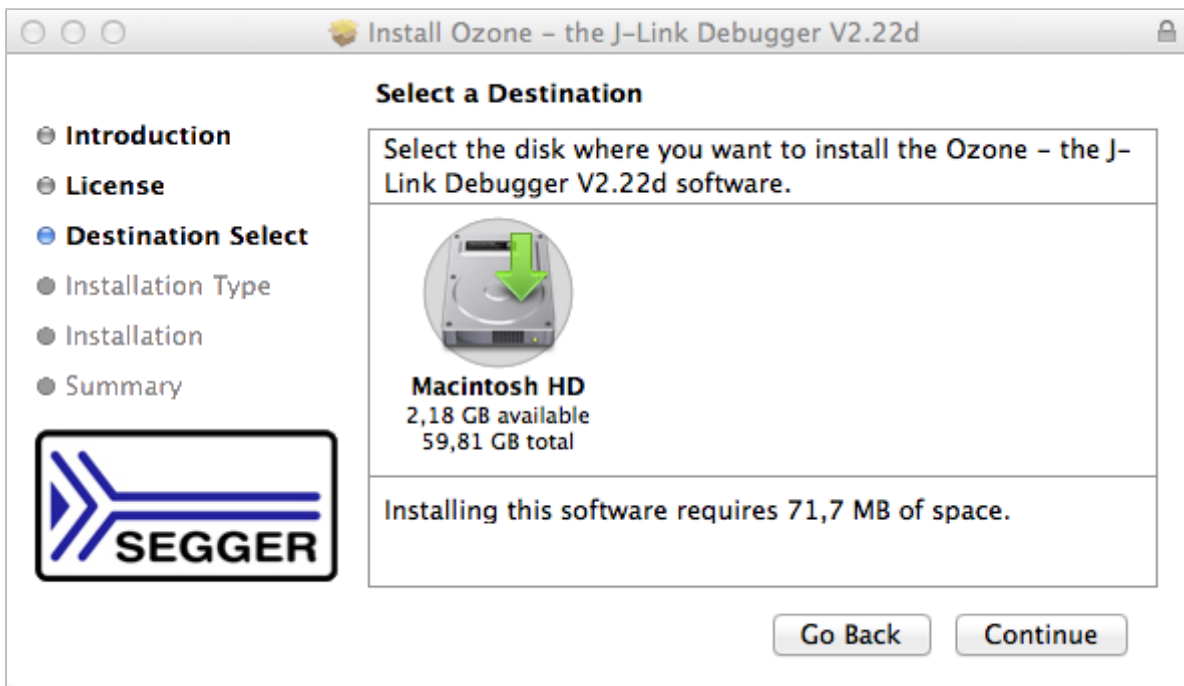 Install Ozone – the J-Link Debugger V2.22d
Select a Destination
Introduction
License
Destination Select
Installation Type
Installation
Summary
SEGGER
Select the disk where you want to install the Ozone – the J-
Link Debugger V2.22d software.
Macintosh HD
2,18 GB available
59,81 GB total
Installing this software requires 71,7 MB of space.
Go Back
Continue